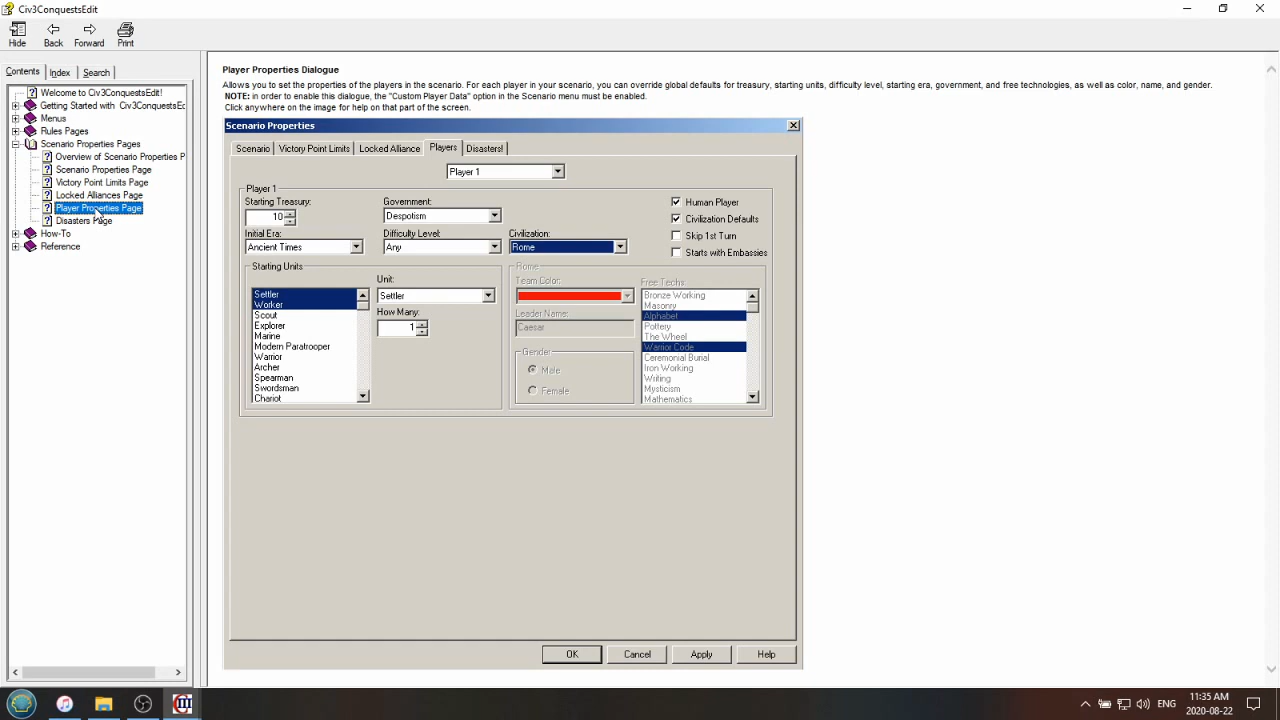 Civ3ConquestsEdit
Hide Back Forward Print
Contents Index Search
Welcome to Civ3ConquestsEdit!
Getting Started with Civ3ConquestsEc
Menus
Rules Pages
Scenario Properties Pages
Overview of Scenario Properties P
Scenario Properties Page
Victory Point Limits Page
Locked Alliances Page
Player Properties Page
Disasters Page
How-To
Reference
Player Properties Dialogue
Allows you to set the properties of the players in the scenario. For each player in your scenario, you can override global defaults for treasury, starting units, difficulty level, starting era, government, and free technologies, as well as color, name, and gender.
NOTE: in order to enable this dialogue, the "Custom Player Data" option in the Scenario menu must be enabled.
Click anywhere on the image for help on that part of the screen.
Scenario Properties
Scenario Victory Point Limits Locked Alliance Players Disasters!
Player 1
Player 1
Starting Treasury:
10
Government:
Despotism
Initial Era:
Ancient Times
Difficulty Level:
Any
Civilization:
Rome
Human Player
Civilization Defaults
Skip 1st Turn
Starts with Embassies
Starting Units
Settler
Worker
Scout
Explorer
Marine
Modern Paratrooper
Warrior
Archer
Spearman
Swordsman
Chariot
Unit:
Settler
How Many:
1
Rome
Team Color:
Leader Name:
Caesar
Gender
Male
Female
Free Techs:
Bronze Working
Masonry
Alphabet
Pottery
The Wheel
Warrior Code
Ceremonial Burial
Iron Working
Writing
Mysticism
Mathematics
OK Cancel Apply Help
ENG
11:35 AM
2020-08-22